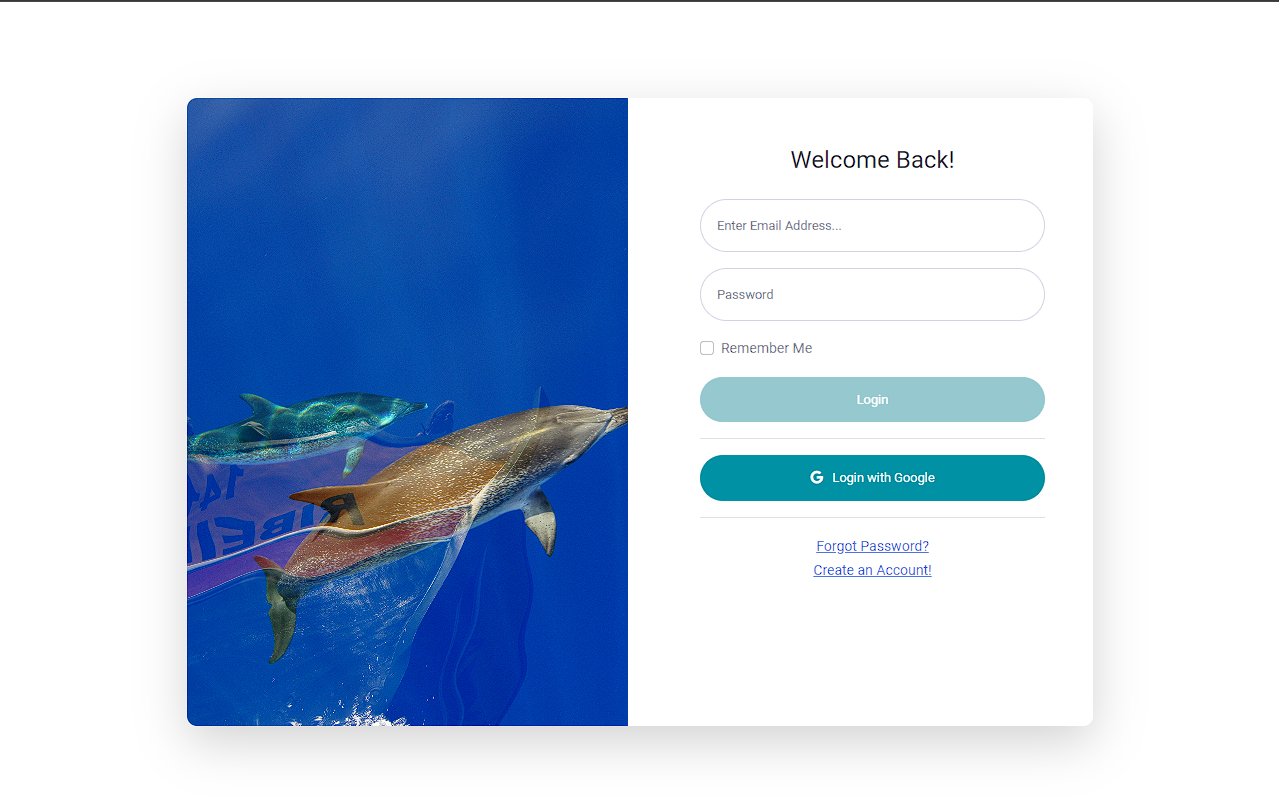 Welcome Back!
Enter Email Address...
Password
Remember Me
Login
Login with Google
Forgot Password?
Create an Account!